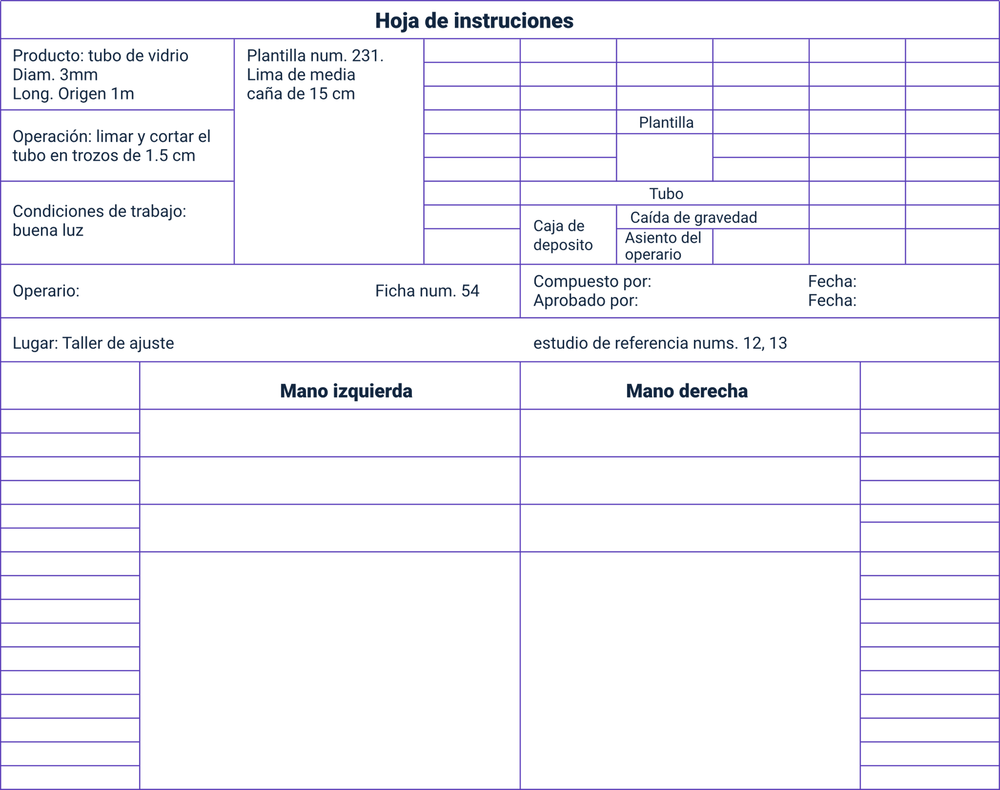 Hoja de instruciones
Producto: tubo de vidrio
Diam. 3mm
Long. Origen 1m
Operación: limar y cortar el
tubo en trozos de 1.5 cm
Condiciones de trabajo:
buena luz
Plantilla num. 231.
Lima de media
caña de 15 cm
Plantilla
Tubo
Caja de
deposito
Caída de gravedad
Asiento del
operario
Operario:
Ficha num. 54
Compuesto por:
Fecha:
Aprobado por:
Fecha:
Lugar: Taller de ajuste
estudio de referencia nums. 12, 13
Mano izquierda
Mano derecha